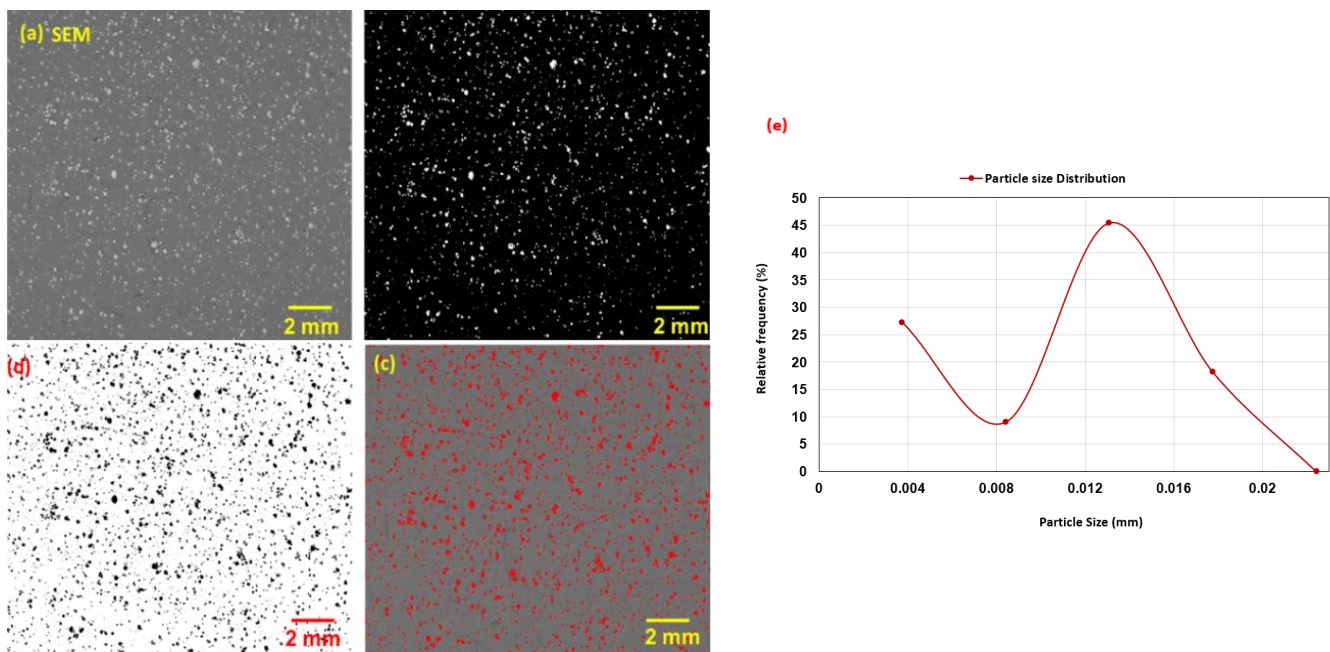 (a) SEM
2 mm
2 mm
(d)
2 mm
(c)
2 mm
(e)
Particle size Distribution
Relative frequency (%)
50
45
40
35
30
25
20
15
10
5
0
0 0.004 0.008 0.012 0.016 0.02
Particle Size (mm)